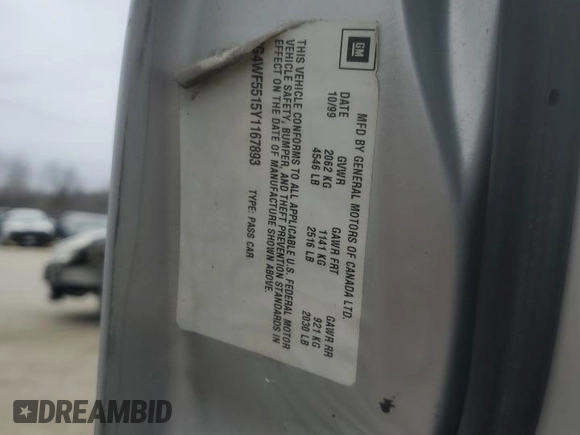 GM
MFD BY GENERAL MOTORS OF CANADA LTD.
DATE GVWR GAWR FRT GAWR RR
10/99 2062 KG 1141 KG 921 KG
4546 LB 2516 LB 2030 LB
THIS VEHICLE CONFORMS TO ALL APPLICABLE U.S. FEDERAL MOTOR
VEHICLE SAFETY, BUMPER, AND THEFT PREVENTION STANDARDS IN
EFFECT ON THE DATE OF MANUFACTURE SHOWN ABOVE.
G4WF5515Y1167893 TYPE: PASS CAR
DREAMBID